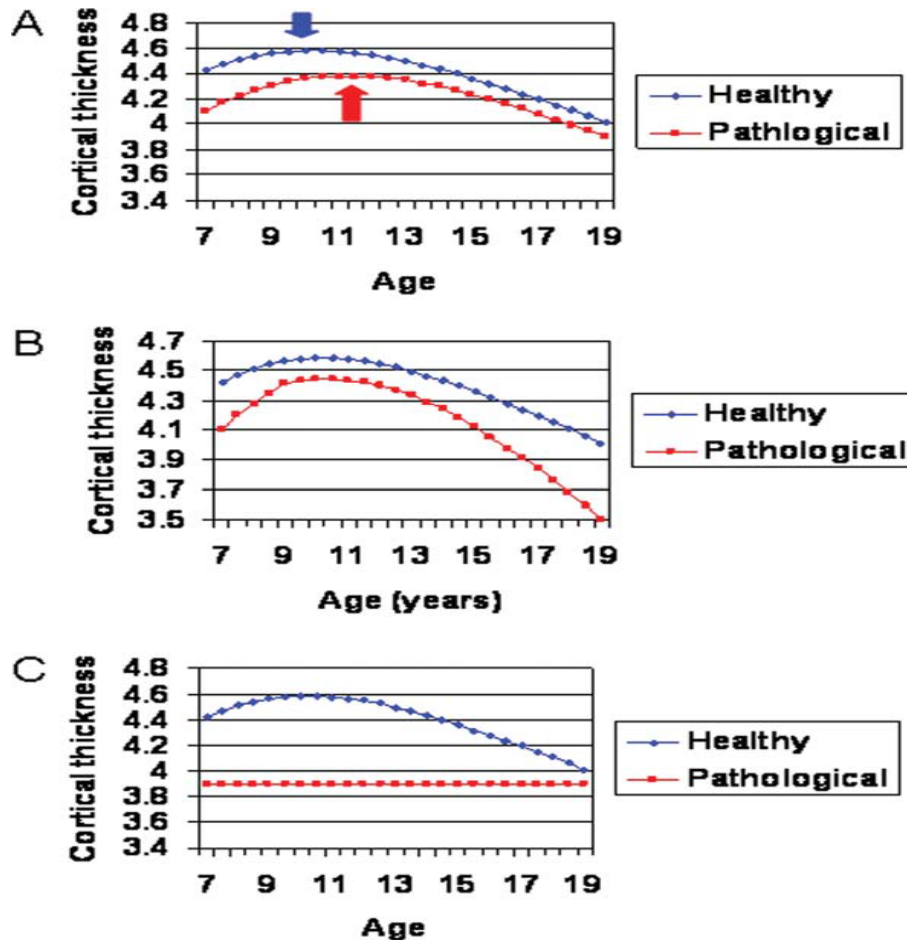 A
Cortical thickness
4.8
4.6
4.4
4.2
4
3.8
3.6
3.4
7 9 11 13 15 17 19
Age
Healthy
Pathlogical
B
Cortical thickness
4.7
4.5
4.3
4.1
3.9
3.7
3.5
7 9 11 13 15 17 19
Age (years)
Healthy
Pathological
C
Cortical thickness
4.8
4.6
4.4
4.2
4
3.8
3.6
3.4
7 9 11 13 15 17 19
Age
Healthy
Pathological